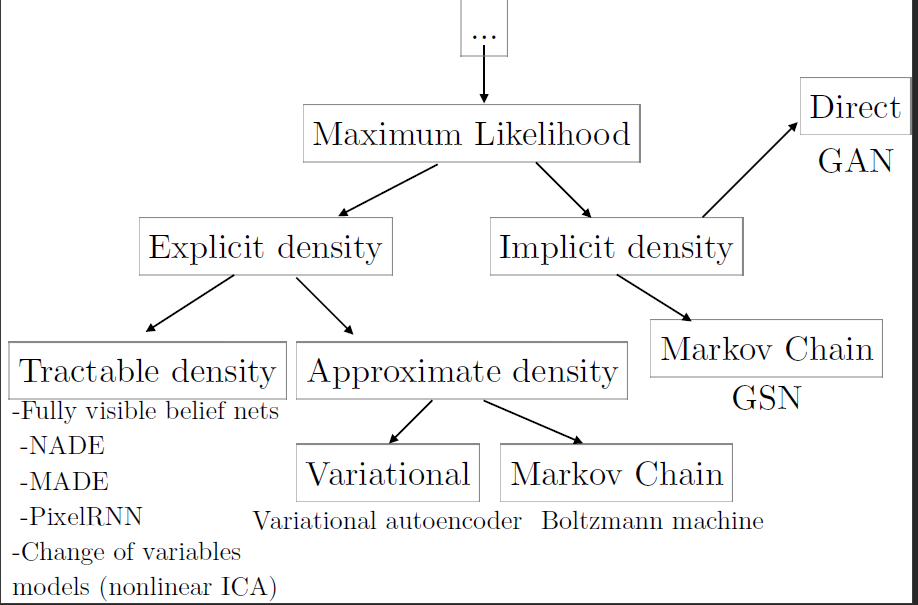 ...
Maximum Likelihood
Direct
GAN
Explicit density
Implicit density
Tractable density
-Fully visible belief nets
-NADE
-MADE
-PixelRNN
-Change of variables
models (nonlinear ICA)
Approximate density
Variational
Variational autoencoder
Markov Chain
Boltzmann machine
Markov Chain
GSN